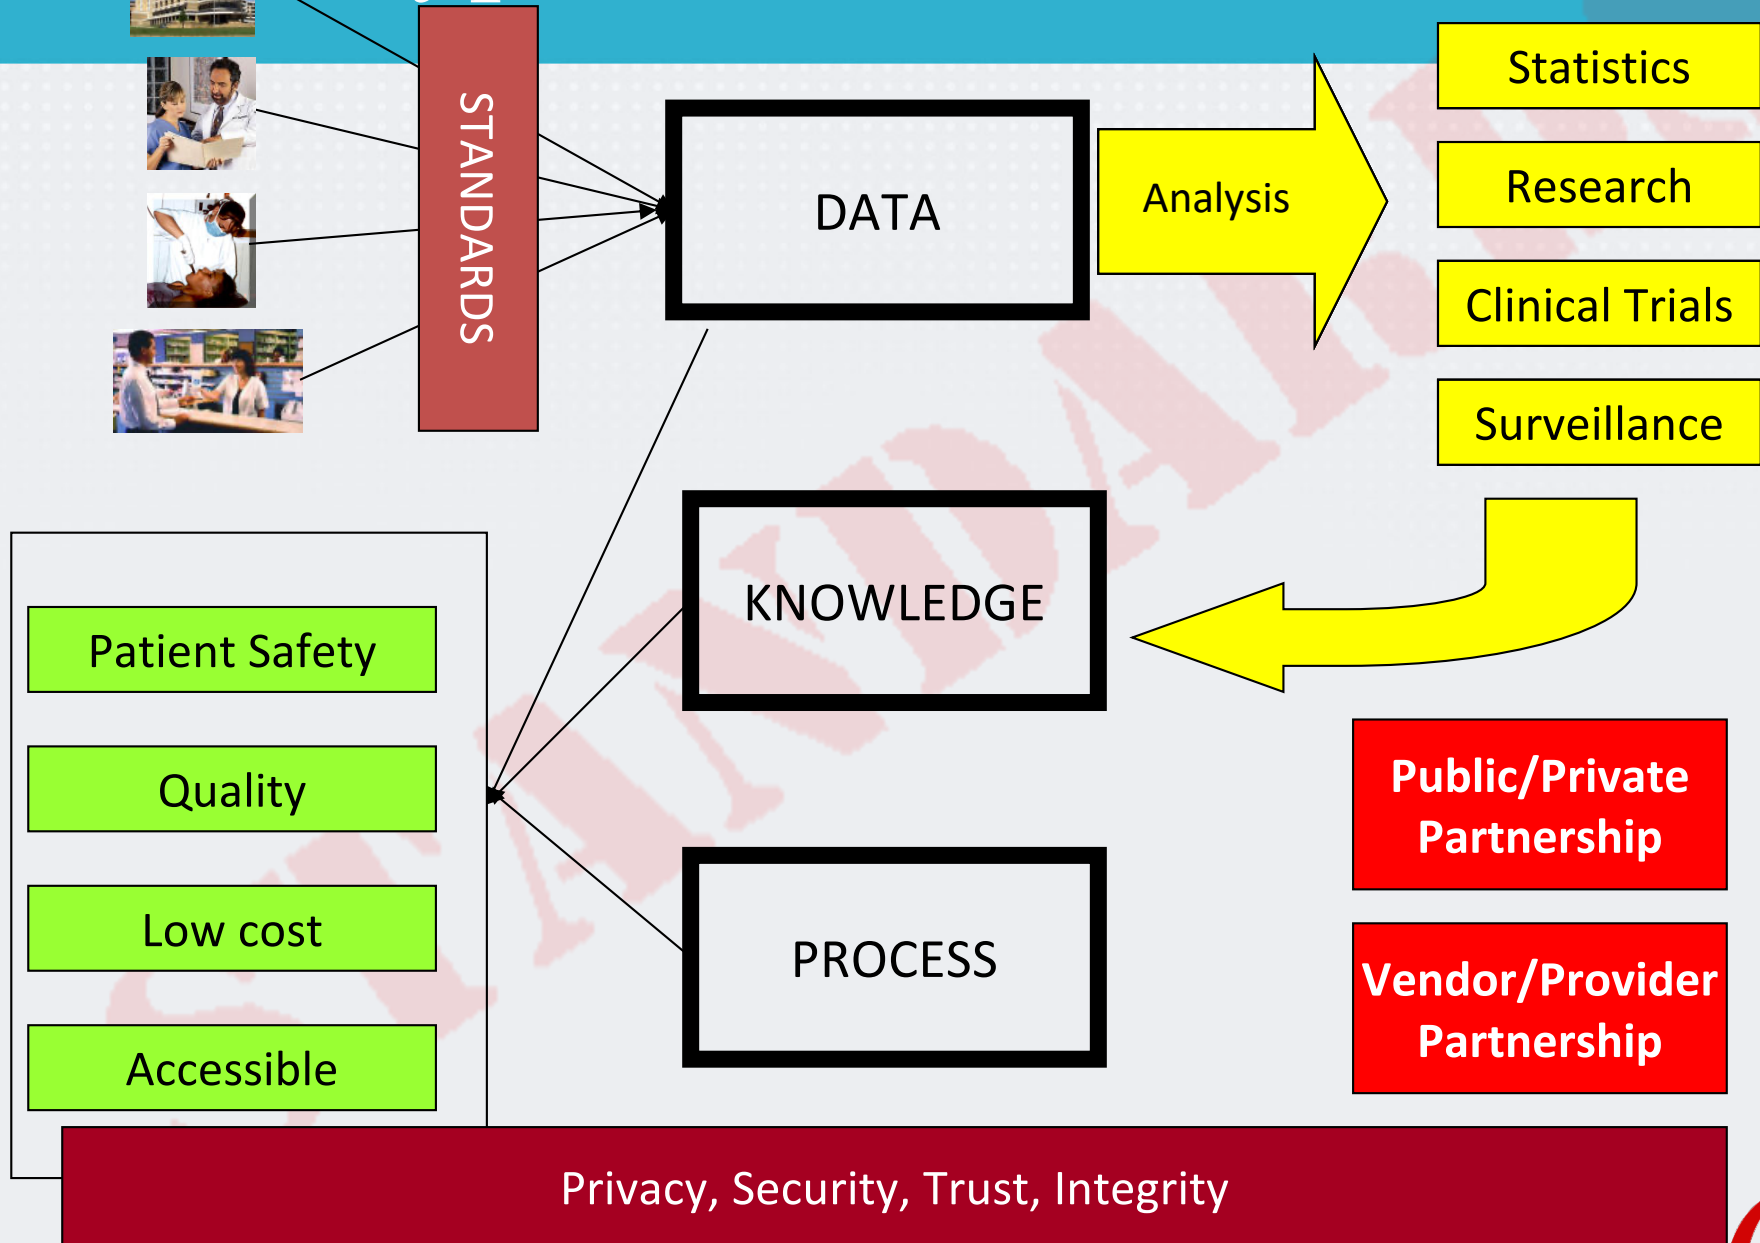 STANDARDS
DATA
Analysis
Statistics
Research
Clinical Trials
Surveillance
KNOWLEDGE
PROCESS
Patient Safety
Quality
Low cost
Accessible
Public/Private
Partnership
Vendor/Provider
Partnership
Privacy, Security, Trust, Integrity
STANDARDS